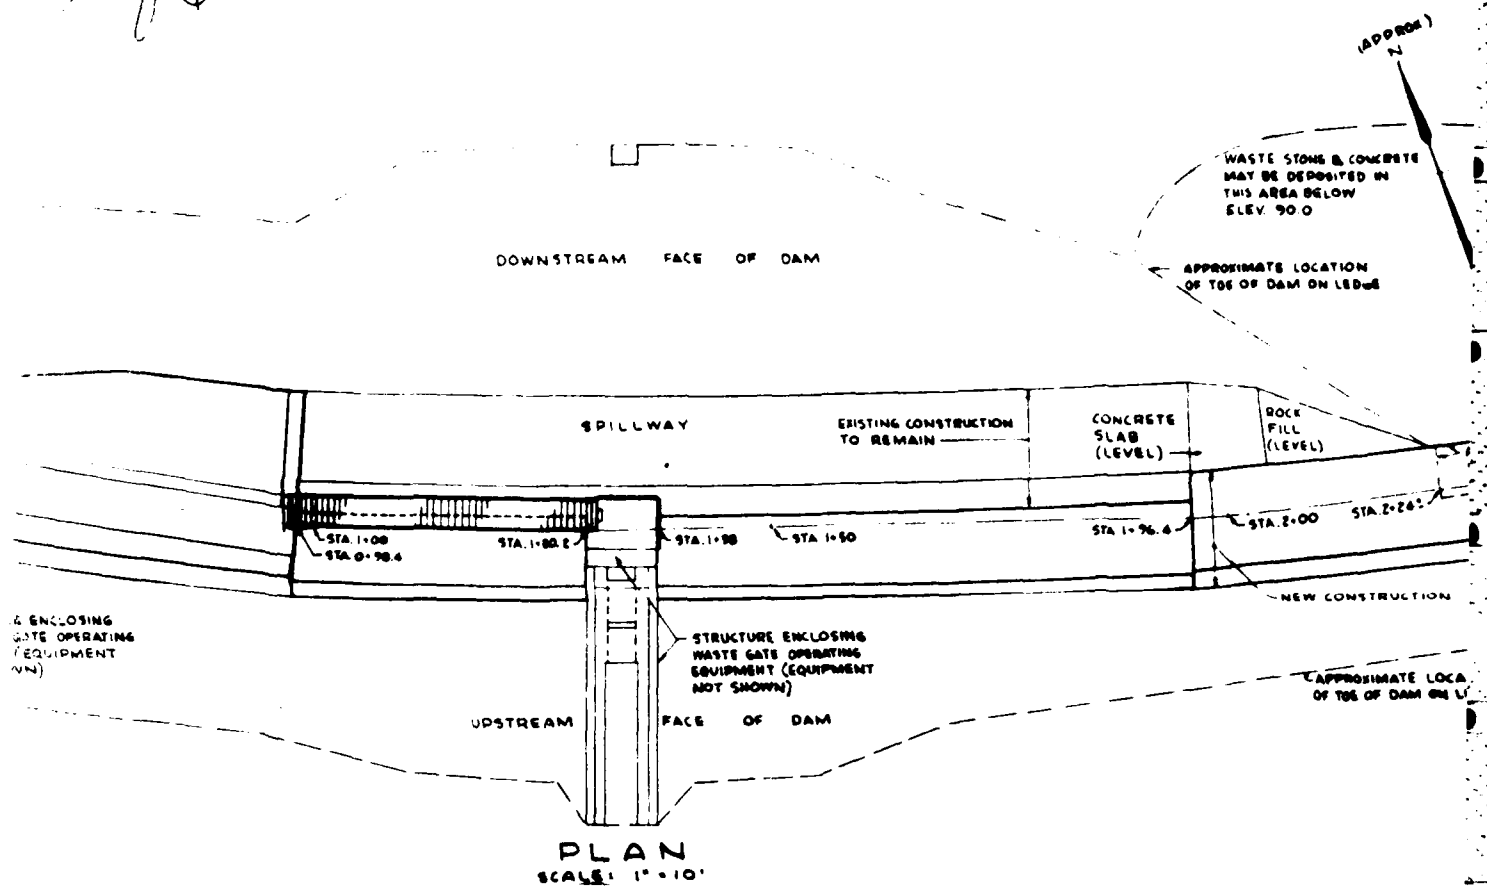 (APPROX)
N
WASTE STONE & CONCRETE
MAY BE DEPOSITED IN
THIS AREA BELOW
ELEV. 90.0
DOWNSTREAM FACE OF DAM
APPROXIMATE LOCATION
OF TOE OF DAM ON LEDGE
SPILLWAY
EXISTING CONSTRUCTION
TO REMAIN
CONCRETE
SLAB
(LEVEL)
ROCK
FILL
(LEVEL)
STA. 1+00
STA. 0+98.4
STA. 1+30.2
STA. 1+38
STA. 1+50
STA. 1+96.4
STA. 2+00
STA. 2+24
NEW CONSTRUCTION
ENCLOSING
GATE OPERATING
(EQUIPMENT
WN)
STRUCTURE ENCLOSING
WASTE GATE OPERATING
EQUIPMENT (EQUIPMENT
NOT SHOWN)
APPROXIMATE LOCA
OF TOE OF DAM ON L
UPSTREAM FACE OF DAM
PLAN
SCALE: 1" = 10'